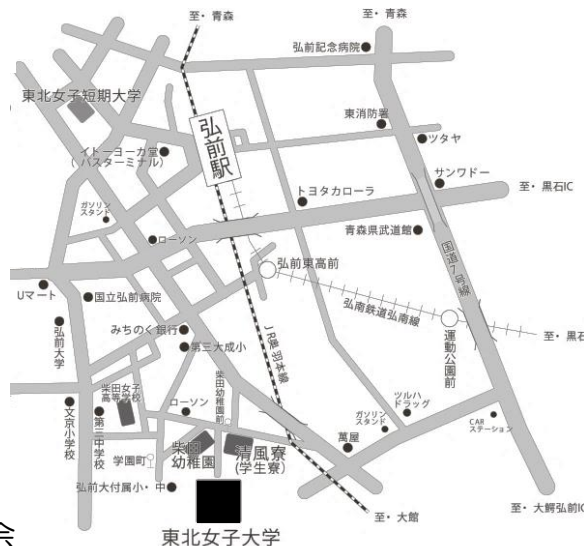 至・青森
至・青森
弘前記念病院
東北女子短期大学
東消防署
ツタヤ
イトーヨーカ堂
(バスターミナル)
弘前駅
サンワドー
至・黒石IC
トヨタカローラ
ガソリン
スタンド
ローソン
青森県武道館
国道7号線
弘前東高前
Uマート
国立弘前病院
弘南鉄道弘南線
運動公園前
至・黒石
弘前大学
みちのく銀行
第三大成小
JR奥羽本線
柴田女子
高等学校
柴田幼稚園前
ローソン
ツルハ
ドラッグ
ガソリン
スタンド
CAR
ステーション
文京小学校
第三中学校
学園町
柴田
幼稚園
清風寮
(学生寮)
萬屋
弘前大付属小・中
至・大館
至・大鰐弘前IC
会
東北女子大学